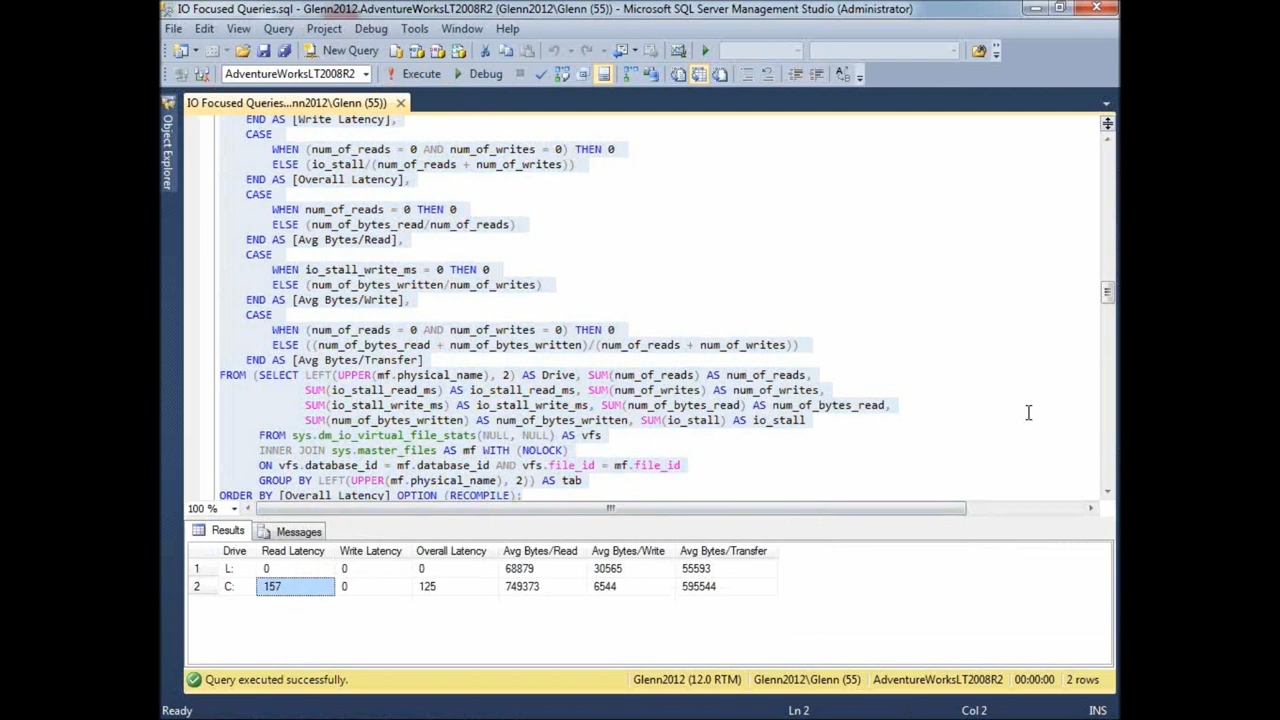 IO Focused Queries.sql - Glenn2012.AdventureWorksLT2008R2 (Glenn2012\Glenn (55)) - Microsoft SQL Server Management Studio (Administrator)
File Edit View Query Project Debug Tools Window Help
New Query
AdventureWorksLT2008R2 Execute Debug
IO Focused Queries...nn2012\Glenn (55))
Object Explorer
END AS [Write Latency],
CASE
WHEN (num_of_reads = 0 AND num_of_writes = 0) THEN 0
ELSE (io_stall/(num_of_reads + num_of_writes))
END AS [Overall Latency],
CASE
WHEN num_of_reads = 0 THEN 0
ELSE (num_of_bytes_read/num_of_reads)
END AS [Avg Bytes/Read],
CASE
WHEN io_stall_write_ms = 0 THEN 0
ELSE (num_of_bytes_written/num_of_writes)
END AS [Avg Bytes/Write],
CASE
WHEN (num_of_reads = 0 AND num_of_writes = 0) THEN 0
ELSE ((num_of_bytes_read + num_of_bytes_written)/(num_of_reads + num_of_writes))
END AS [Avg Bytes/Transfer]
FROM (SELECT LEFT(UPPER(mf.physical_name), 2) AS Drive, SUM(num_of_reads) AS num_of_reads,
SUM(io_stall_read_ms) AS io_stall_read_ms, SUM(num_of_writes) AS num_of_writes,
SUM(io_stall_write_ms) AS io_stall_write_ms, SUM(num_of_bytes_read) AS num_of_bytes_read,
SUM(num_of_bytes_written) AS num_of_bytes_written, SUM(io_stall) AS io_stall
FROM sys.dm_io_virtual_file_stats(NULL, NULL) AS vfs
INNER JOIN sys.master_files AS mf WITH (NOLOCK)
ON vfs.database_id = mf.database_id AND vfs.file_id = mf.file_id
GROUP BY LEFT(UPPER(mf.physical_name), 2)) AS tab
ORDER BY [Overall Latency] OPTION (RECOMPILE);
100 %
Results Messages
Drive Read Latency Write Latency Overall Latency Avg Bytes/Read Avg Bytes/Write Avg Bytes/Transfer
1 L: 0 0 0 68879 30565 55593
2 C: 157 0 125 749373 6544 595544
Query executed successfully. Glenn2012 (12.0 RTM) Glenn2012\Glenn (55) AdventureWorksLT2008R2 00:00:00 2 rows
Ready Ln 2 Col 2 INS